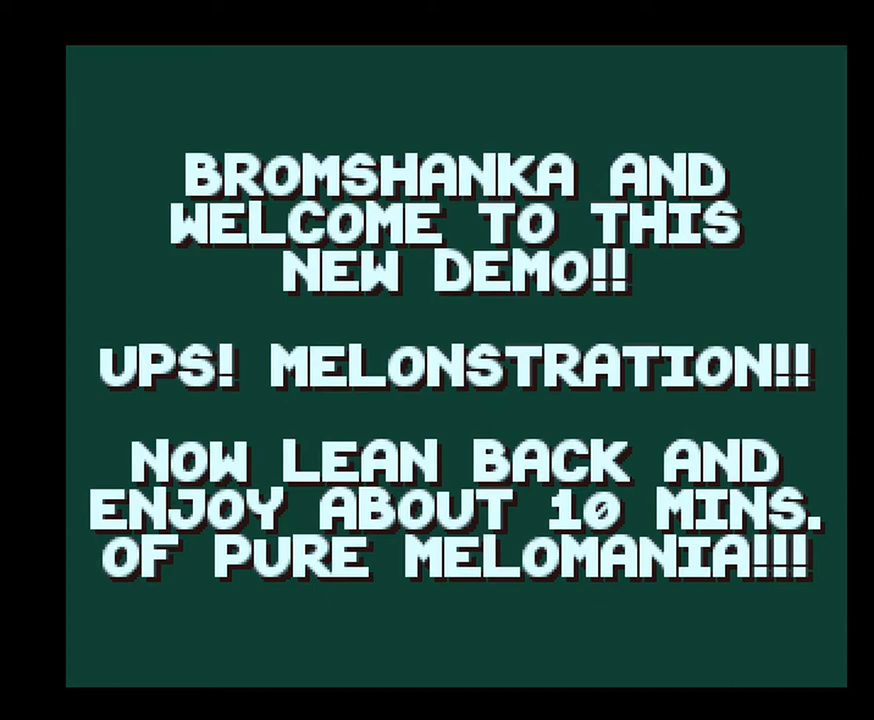 BROMSHANKA AND
WELCOME TO THIS
NEW DEMO!!
UPS! MELONSTRATION!!
NOW LEAN BACK AND
ENJOY ABOUT 10 MINS.
OF PURE MELOMANIA!!!